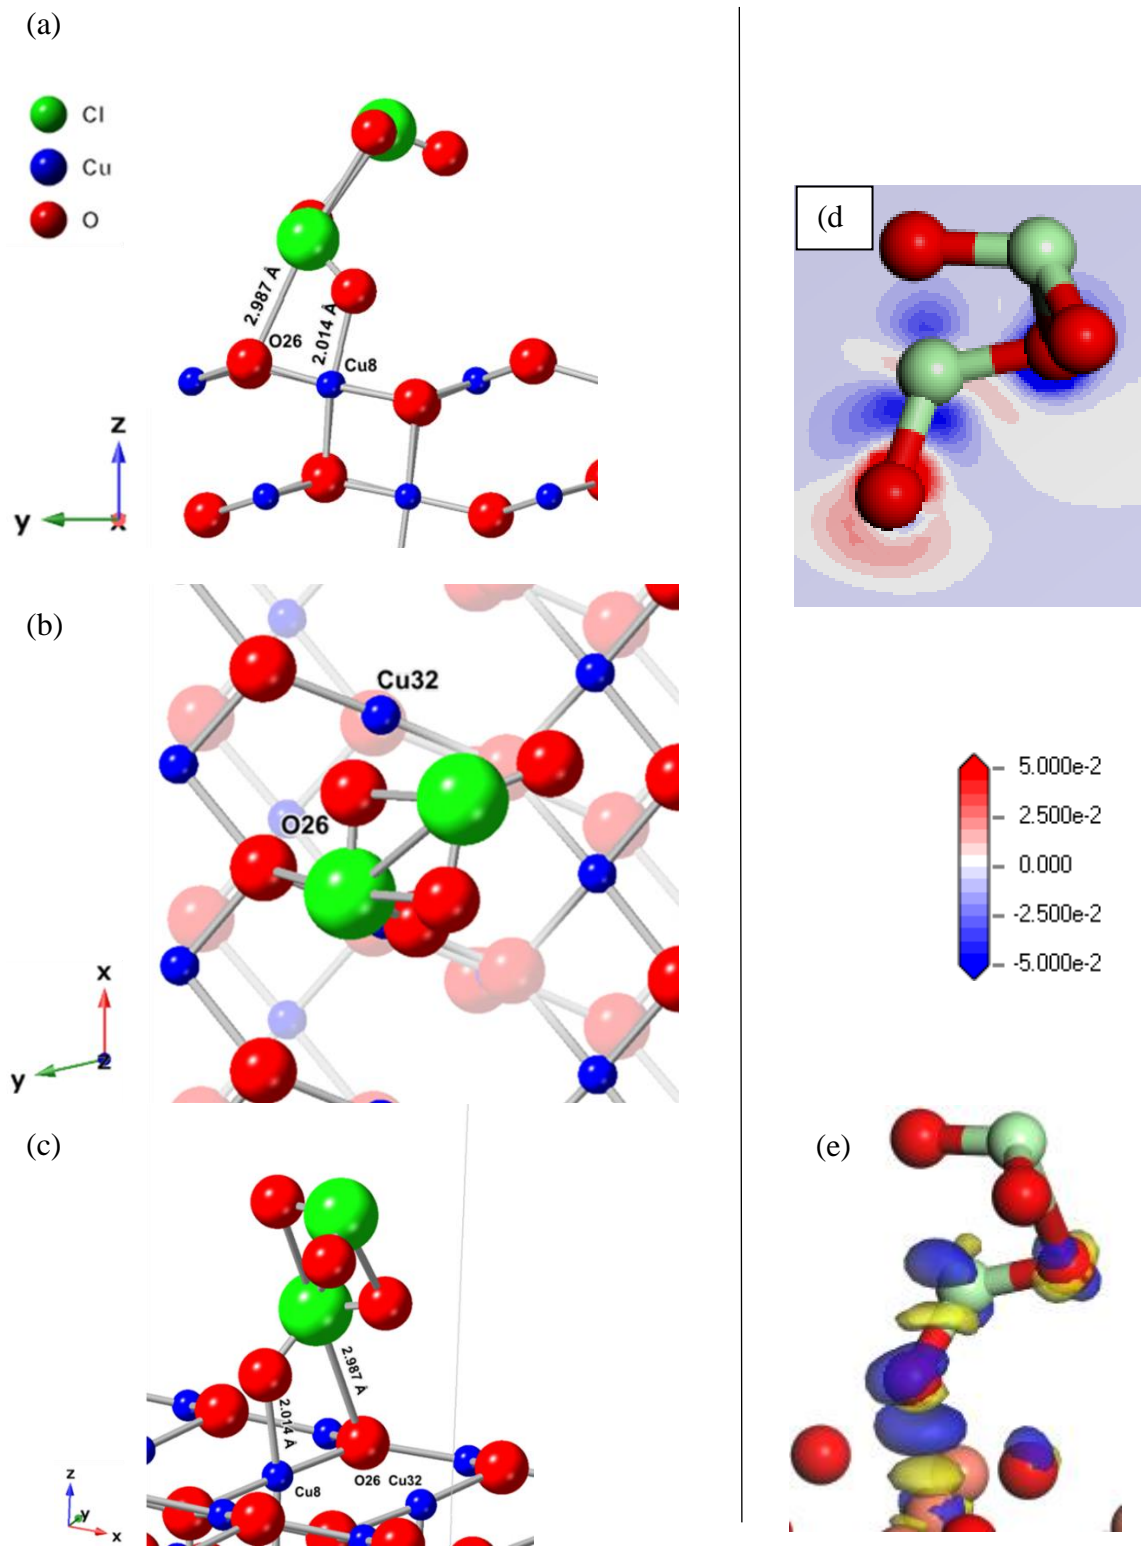 (a)
Cl
Cu
O
2.987 Å
2.014 Å
O26
Cu8
z
y
x
(b)
Cu32
O26
x
y
z
(c)
2.987 Å
2.014 Å
Cu8
O26
Cu32
z
y
x
(d
5.000e-2
2.500e-2
0.000
-2.500e-2
-5.000e-2
(e)